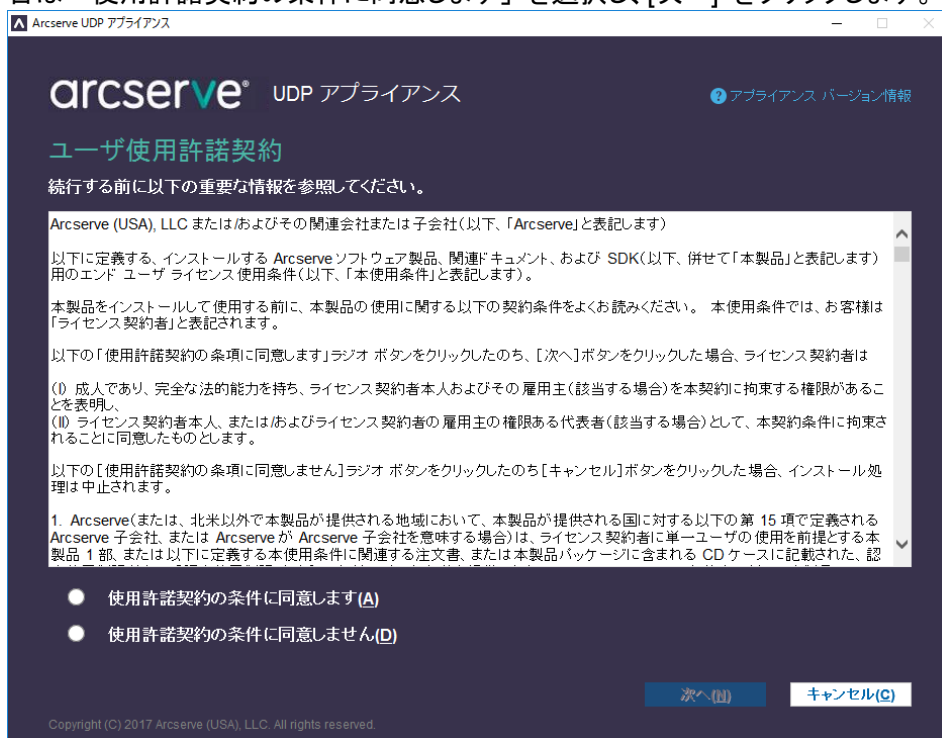 使用許諾契約の条件に同意します」を選択し、[次へ] をクリックします。
Arcserve UDP アプライアンス
arcserve® UDP アプライアンス
アプライアンス バージョン情報
ユーザ使用許諾契約
続行する前に以下の重要な情報を参照してください。
Arcserve (USA), LLC または/およびその関連会社または子会社(以下、「Arcserve」と表記します)
以下に定義する、インストールする Arcserve ソフトウェア製品、関連ドキュメント、および SDK(以下、併せて「本製品」と表記します)
用のエンド ユーザ ライセンス使用条件(以下、「本使用条件」と表記します)。
本製品をインストールして使用する前に、本製品の使用に関する以下の契約条件をよくお読みください。 本使用条件では、お客様は
「ライセンス契約者」と表記されます。
以下の「使用許諾契約の条項に同意します」ラジオ ボタンをクリックしたのち、[次へ]ボタンをクリックした場合、ライセンス契約者は
(I) 成人であり、完全な法的能力を持ち、ライセンス契約者本人およびその雇用主(該当する場合)を本契約に拘束する権限があるこ
とを表明し、
(II) ライセンス契約者本人、または/およびライセンス契約者の雇用主の権限ある代表者(該当する場合)として、本契約条件に拘束さ
れることに同意したものとします。
以下の[使用許諾契約の条項に同意しません]ラジオ ボタンをクリックしたのち[キャンセル]ボタンをクリックした場合、インストール処
理は中止されます。
1. Arcserve(または、北米以外で本製品が提供される地域において、本製品が提供される国に対する以下の第 15 項で定義される
Arcserve 子会社、または Arcserve が Arcserve 子会社を意味する場合)は、ライセンス契約者に単一ユーザの使用を前提とする本
製品 1 部、または以下に定義する本使用条件に関連する注文書、または本製品パッケージに含まれる CD ケースに記載された、認
使用許諾契約の条件に同意します(A)
使用許諾契約の条件に同意しません(D)
次へ(N)
キャンセル(C)
Copyright (C) 2017 Arcserve (USA), LLC. All rights reserved.